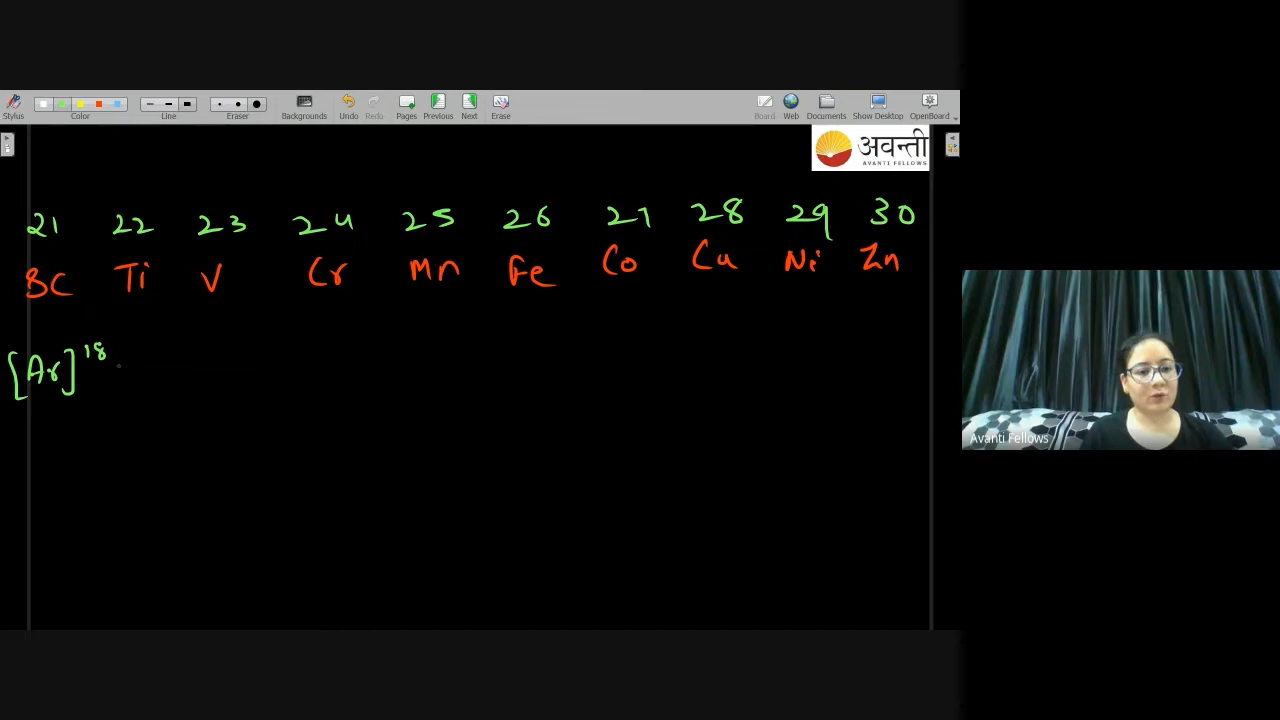 Stylus Color Line Eraser Backgrounds Undo Redo Pages Previous Next Erase Board Web Documents Show Desktop OpenBoard
अवन्ती
AVANTI FELLOWS
21 22 23 24 25 26 27 28 29 30
SC Ti V Cr Mn Fe Co Cu Ni Zn
[Ar]¹⁸
Avanti Fellows